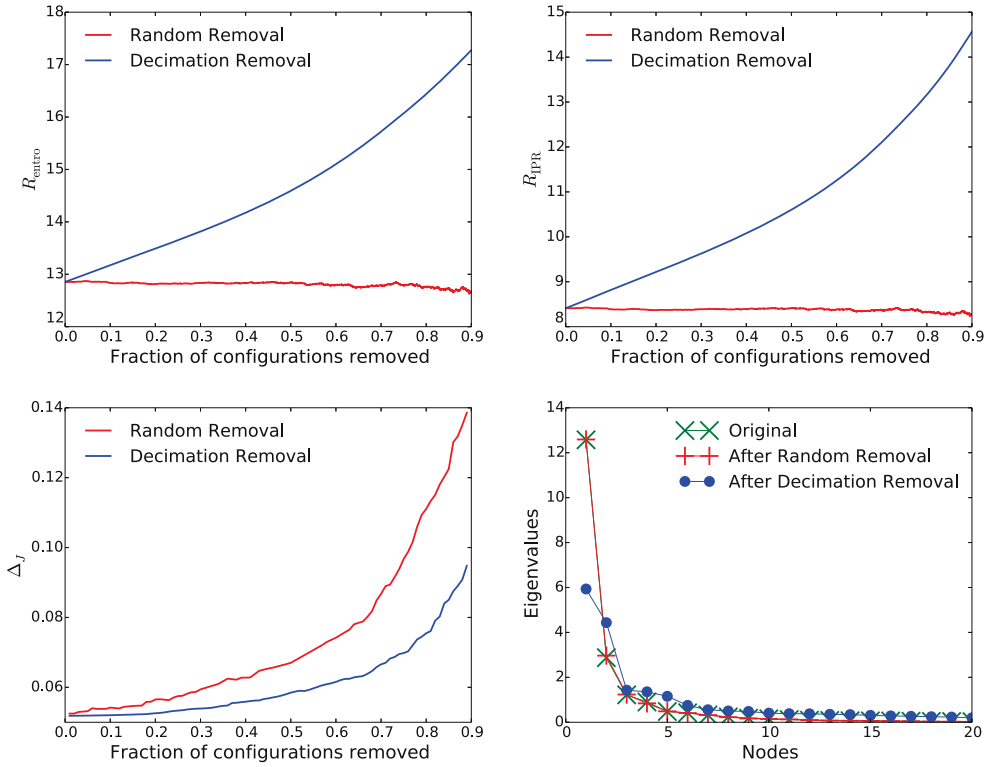 18
17
16
15
14
13
12
R_entro
Random Removal
Decimation Removal
0.0 0.1 0.2 0.3 0.4 0.5 0.6 0.7 0.8 0.9
Fraction of configurations removed
15
14
13
12
11
10
9
8
R_IPR
Random Removal
Decimation Removal
0.0 0.1 0.2 0.3 0.4 0.5 0.6 0.7 0.8 0.9
Fraction of configurations removed
0.14
0.12
0.10
0.08
0.06
Δ_J
Random Removal
Decimation Removal
0.0 0.1 0.2 0.3 0.4 0.5 0.6 0.7 0.8 0.9
Fraction of configurations removed
14
12
10
8
6
4
2
0
Eigenvalues
Original
After Random Removal
After Decimation Removal
0 5 10 15 20
Nodes